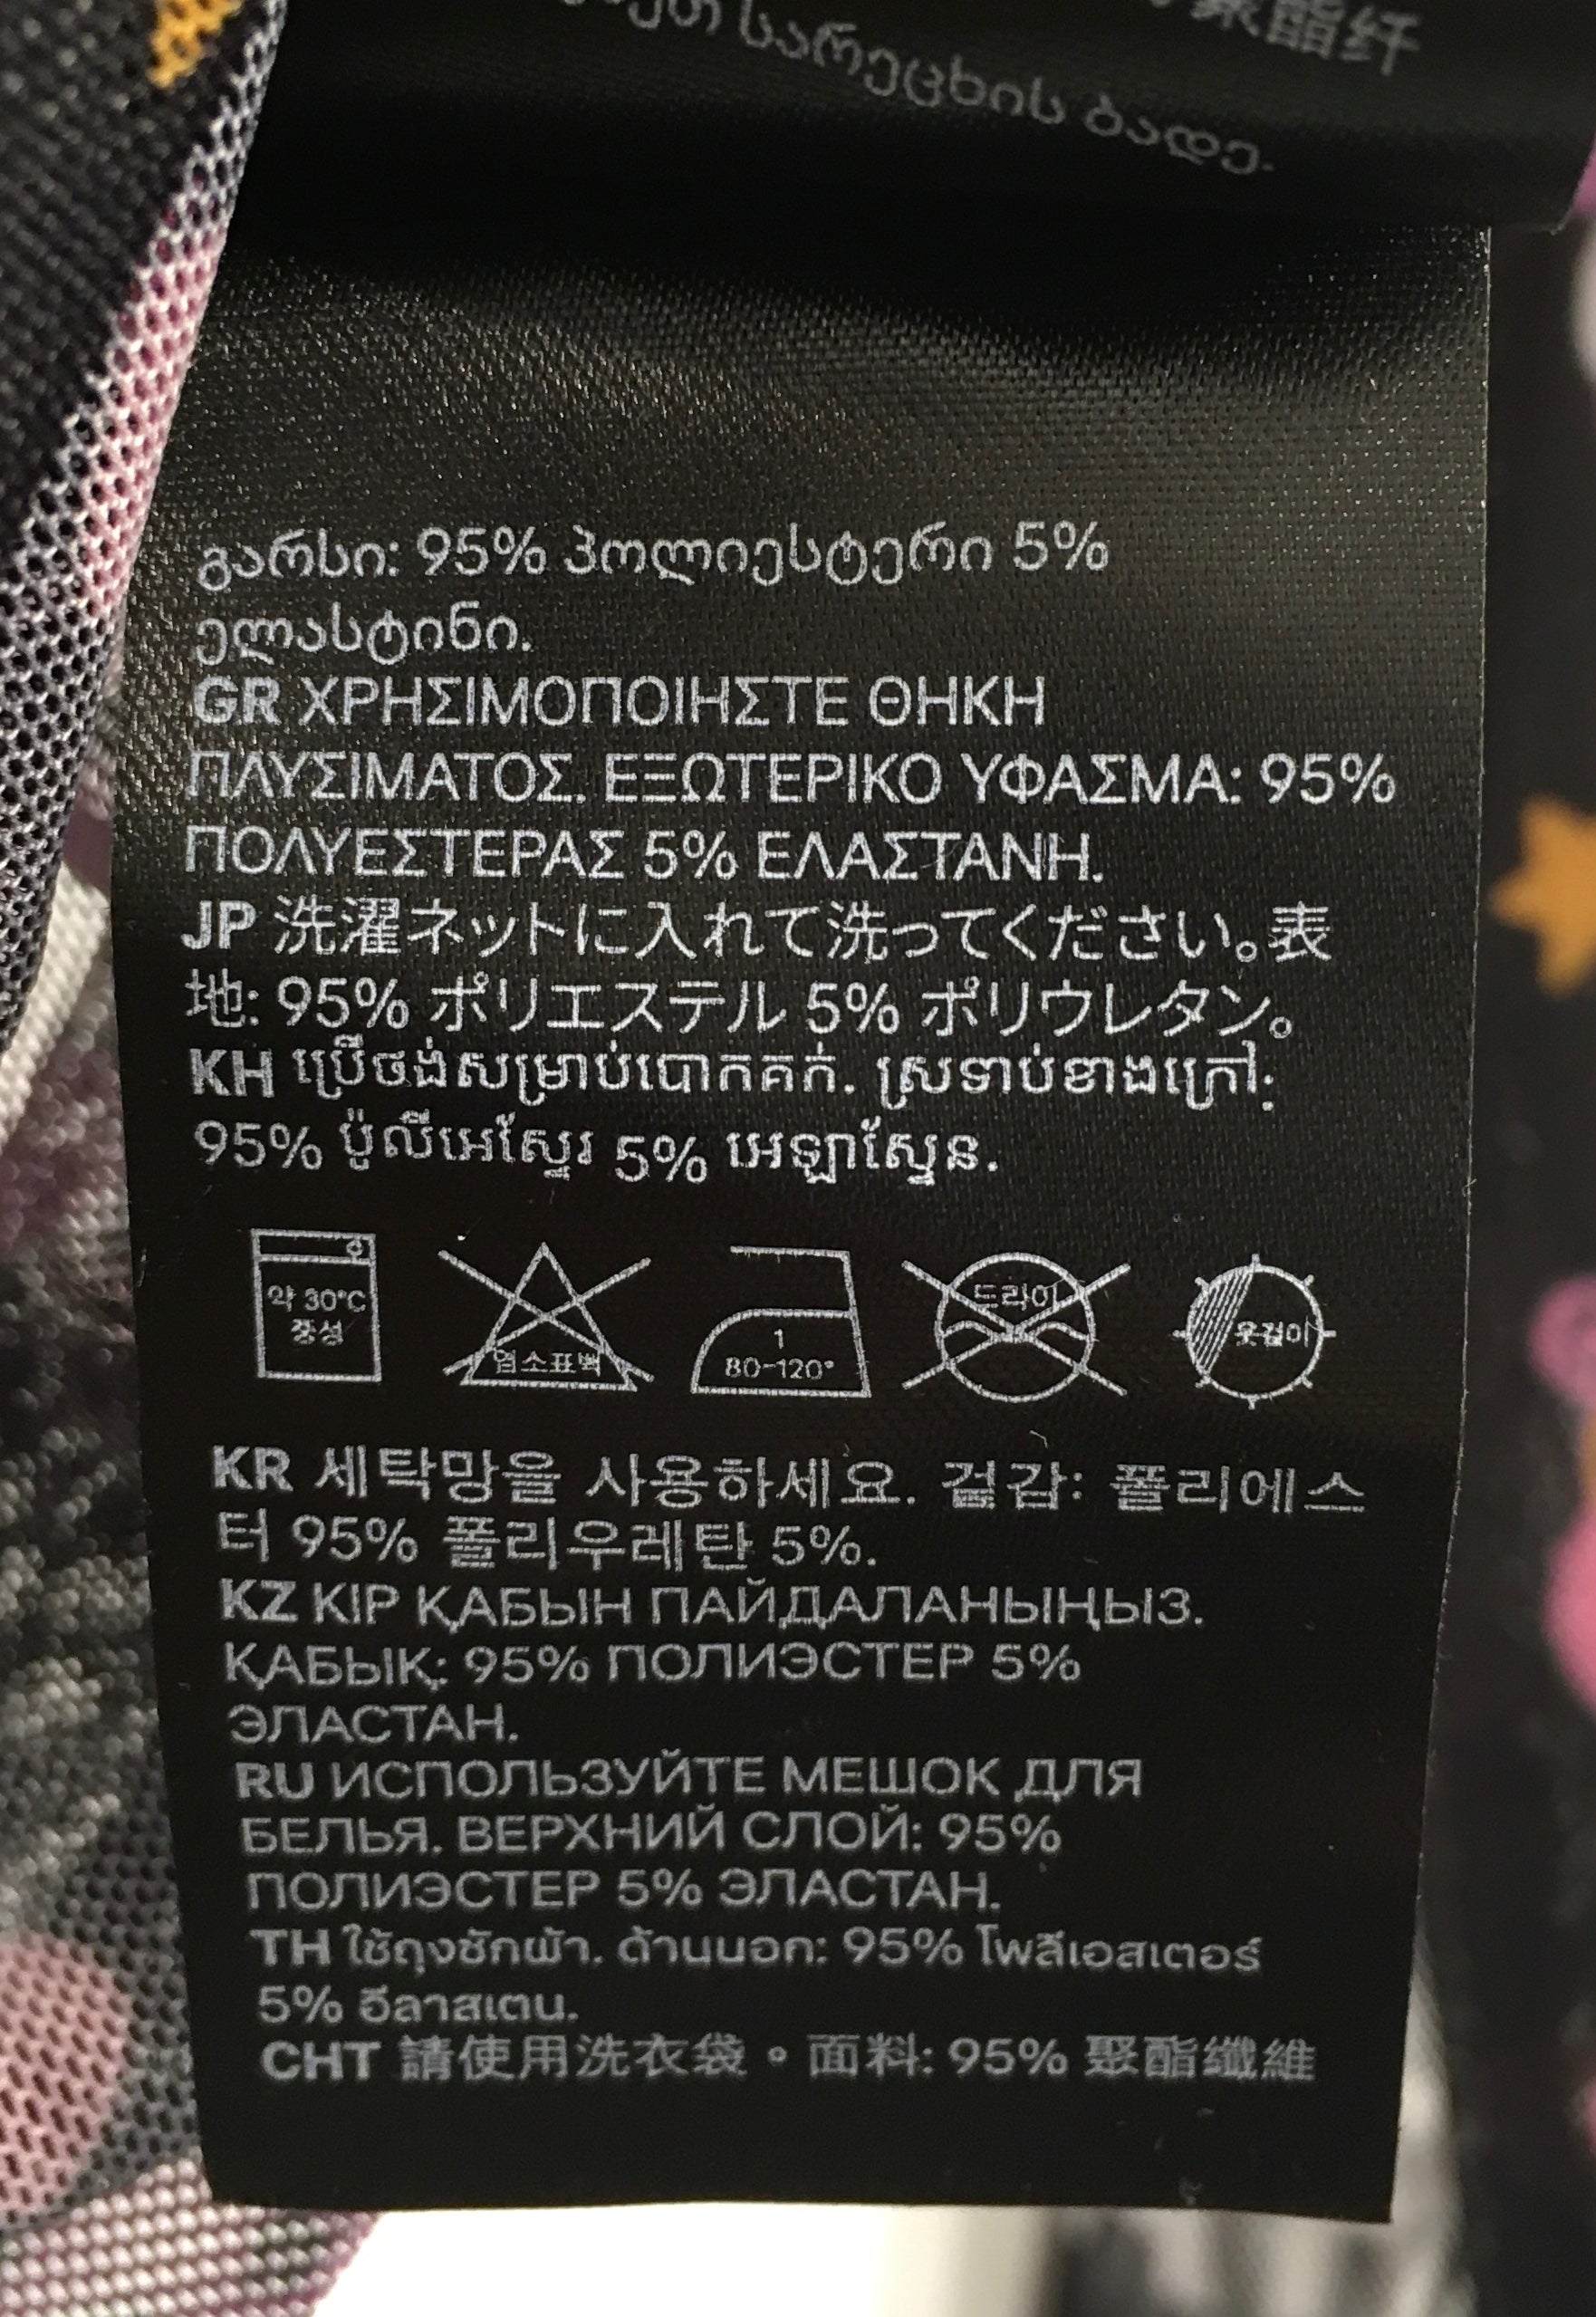 聚酯纤
სარეცხის ბადე.
გარსი: 95% პოლიესტერი 5%
ელასტინი.
GR ΧΡΗΣΙΜΟΠΟΙΗΣΤΕ ΘΗΚΗ
ΠΛΥΣΙΜΑΤΟΣ. ΕΞΩΤΕΡΙΚΟ ΥΦΑΣΜΑ: 95%
ΠΟΛΥΕΣΤΕΡΑΣ 5% ΕΛΑΣΤΑΝΗ.
JP 洗濯ネットに入れて洗ってください。表
地: 95% ポリエステル 5% ポリウレタン。
KH ប្រើថង់សម្រាប់បោកគក់. ស្រទាប់ខាងក្រៅ:
95% ប៉ូលីអេស្ទែរ 5% អេឡាស្ទែន.
약 30°C
중성
염소표백
1
80-120°
드라이
옷걸이
KR 세탁망을 사용하세요. 겉감: 폴리에스
터 95% 폴리우레탄 5%.
KZ КІР ҚАБЫН ПАЙДАЛАНЫҢЫЗ.
ҚАБЫҚ: 95% ПОЛИЭСТЕР 5%
ЭЛАСТАН.
RU ИСПОЛЬЗУЙТЕ МЕШОК ДЛЯ
БЕЛЬЯ. ВЕРХНИЙ СЛОЙ: 95%
ПОЛИЭСТЕР 5% ЭЛАСТАН.
TH ใช้ถุงซักผ้า. ด้านนอก: 95% โพลีเอสเตอร์
5% อีลาสเตน.
CHT 請使用洗衣袋。面料: 95% 聚酯纖維